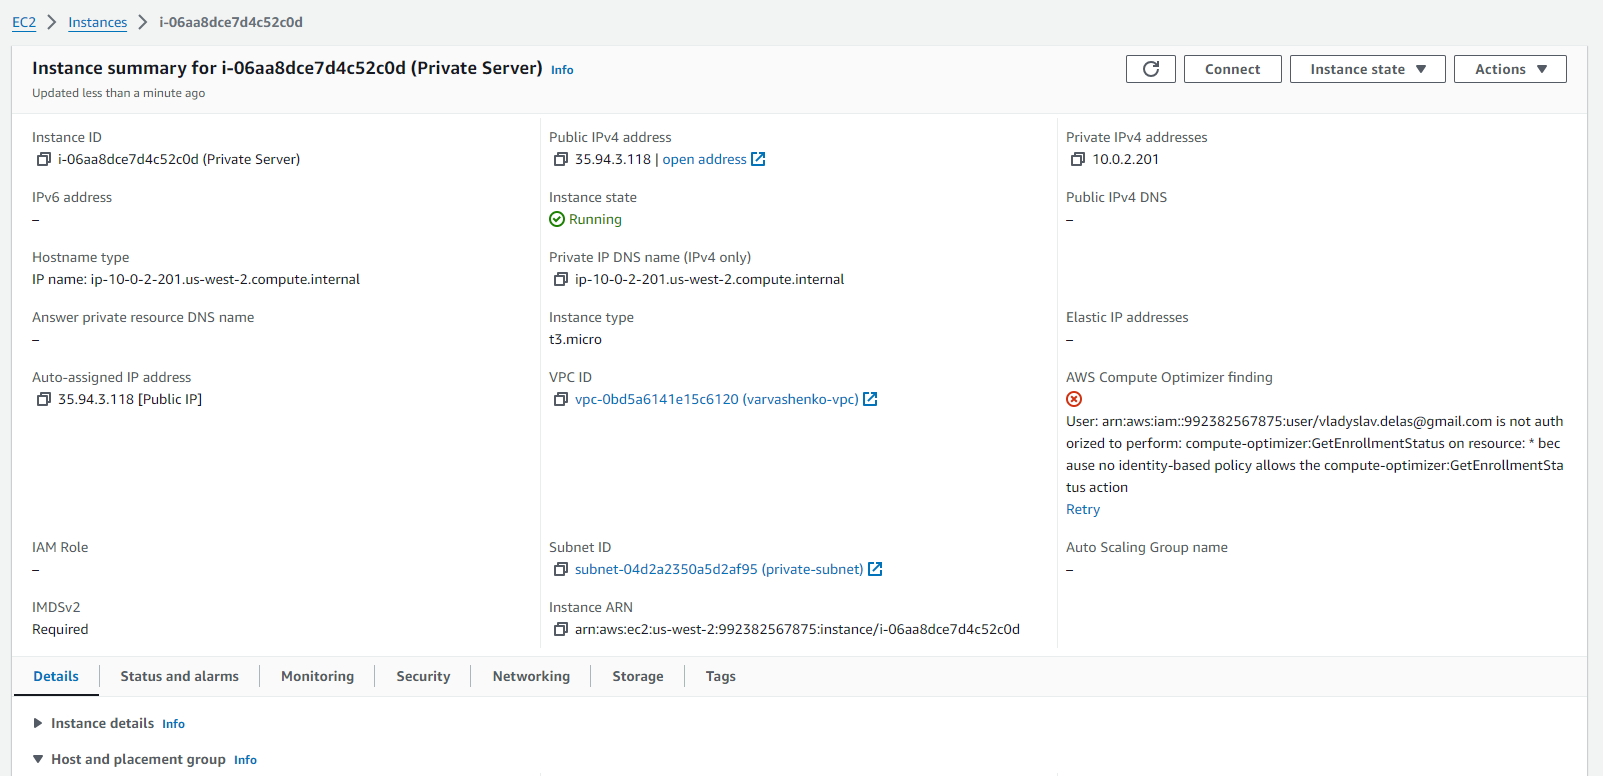 EC2 > Instances > i-06aa8dce7d4c52c0d
Instance summary for i-06aa8dce7d4c52c0d (Private Server) Info
Updated less than a minute ago
Connect
Instance state
Actions
Instance ID
i-06aa8dce7d4c52c0d (Private Server)
Public IPv4 address
35.94.3.118 | open address
Private IPv4 addresses
10.0.2.201
IPv6 address
–
Instance state
Running
Public IPv4 DNS
–
Hostname type
IP name: ip-10-0-2-201.us-west-2.compute.internal
Private IP DNS name (IPv4 only)
ip-10-0-2-201.us-west-2.compute.internal
Answer private resource DNS name
–
Instance type
t3.micro
Elastic IP addresses
–
Auto-assigned IP address
35.94.3.118 [Public IP]
VPC ID
vpc-0bd5a6141e15c6120 (varvashenko-vpc)
AWS Compute Optimizer finding
User: arn:aws:iam::992382567875:user/vladyslav.delas@gmail.com is not auth
orized to perform: compute-optimizer:GetEnrollmentStatus on resource: * bec
ause no identity-based policy allows the compute-optimizer:GetEnrollmentSta
tus action
Retry
IAM Role
–
Subnet ID
subnet-04d2a2350a5d2af95 (private-subnet)
Auto Scaling Group name
–
IMDSv2
Required
Instance ARN
arn:aws:ec2:us-west-2:992382567875:instance/i-06aa8dce7d4c52c0d
Details
Status and alarms
Monitoring
Security
Networking
Storage
Tags
Instance details Info
Host and placement group Info